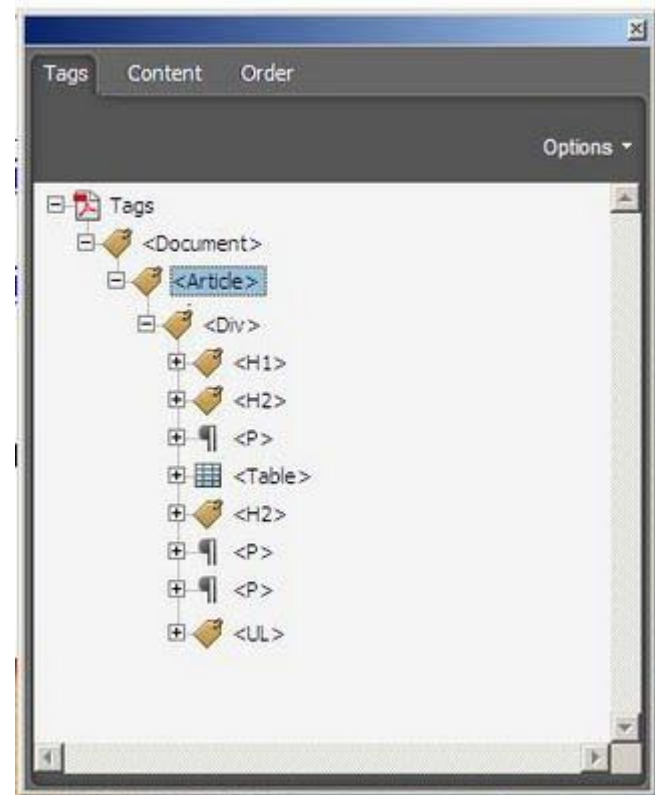 Tags Content Order
Options
Tags
<Document>
<Article>
<Div>
<H1>
<H2>
<P>
<Table>
<H2>
<P>
<P>
<UL>